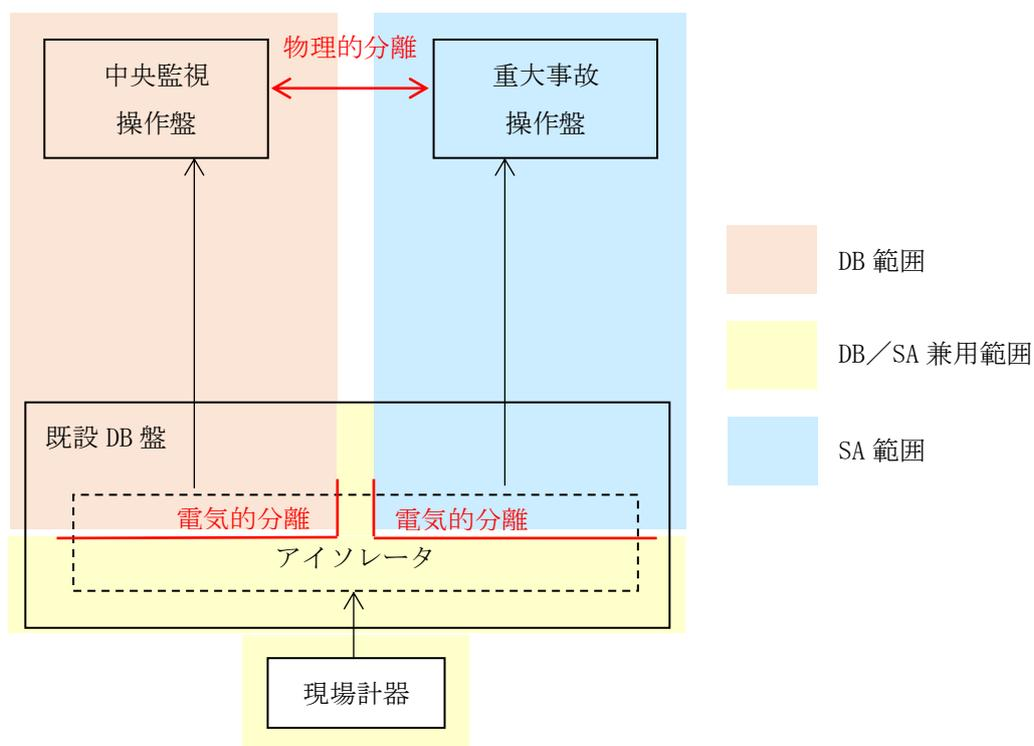 物理的分離
中央監視
操作盤
重大事故
操作盤
DB 範囲
DB／SA 兼用範囲
SA 範囲
既設 DB 盤
電気的分離
電気的分離
アイソレータ
現場計器